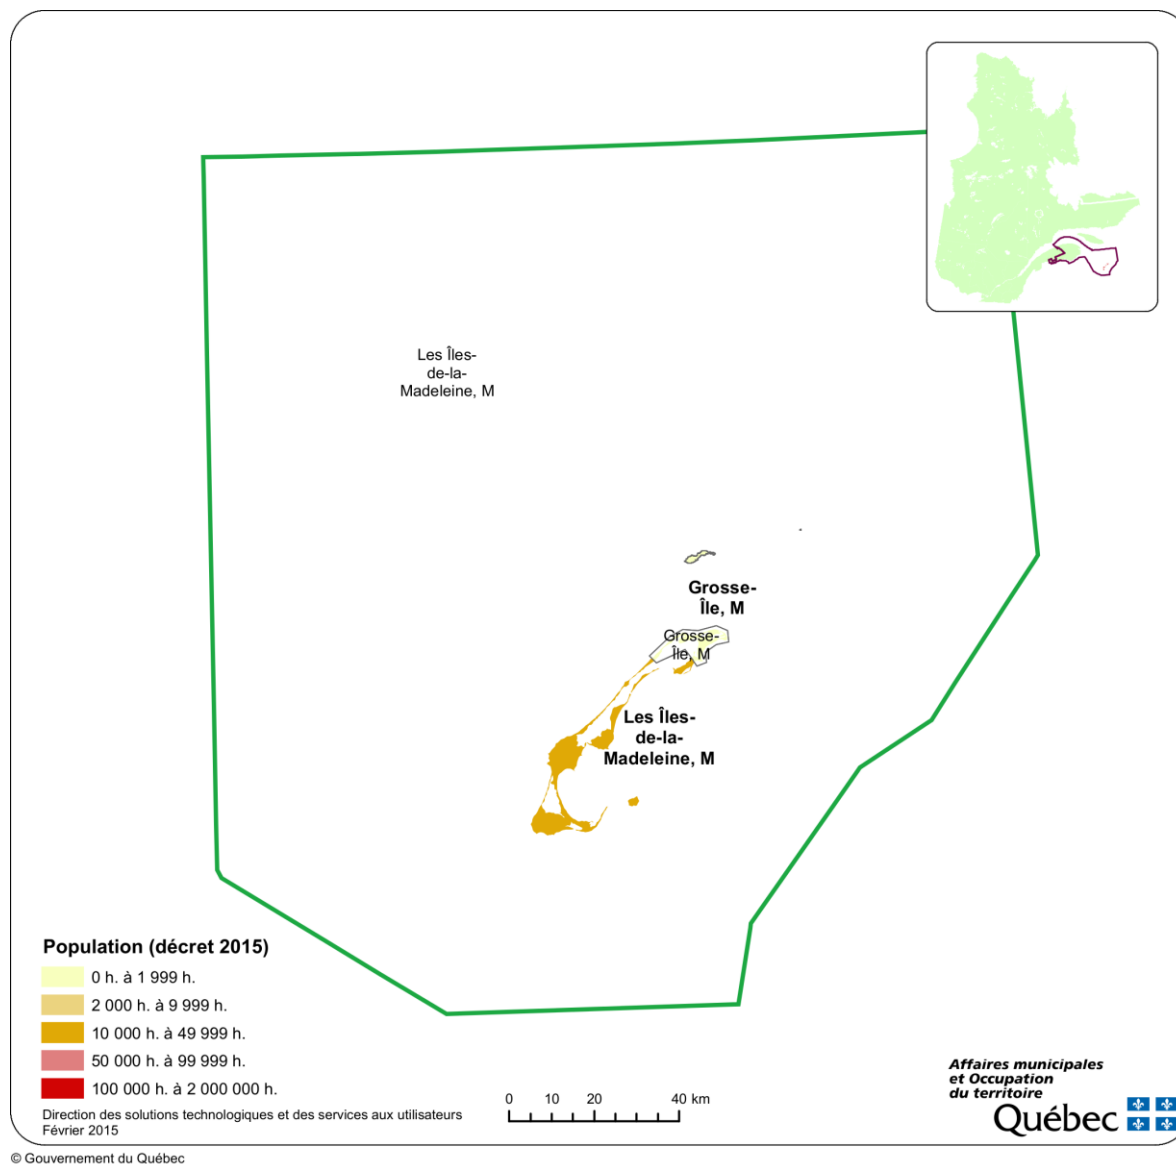 Les Îles-
de-la-
Madeleine, M
Grosse-
Île, M
Grosse-
Île, M
Les Îles-
de-la-
Madeleine, M
Population (décret 2015)
0 h. à 1 999 h.
2 000 h. à 9 999 h.
10 000 h. à 49 999 h.
50 000 h. à 99 999 h.
100 000 h. à 2 000 000 h.
Direction des solutions technologiques et des services aux utilisateurs
Février 2015
0 10 20 40 km
Affaires municipales
et Occupation
du territoire
Québec
© Gouvernement du Québec